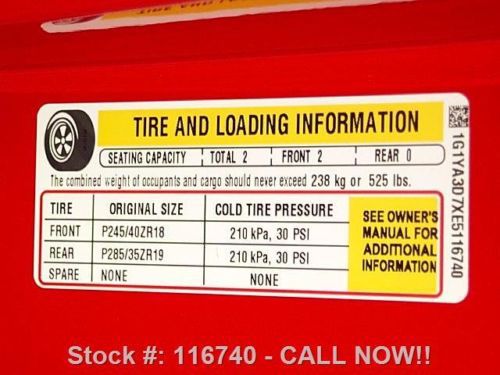 TIRE AND LOADING INFORMATION
SEATING CAPACITY TOTAL 2 FRONT 2 REAR 0
The combined weight of occupants and cargo should never exceed 238 kg or 525 lbs.
TIRE ORIGINAL SIZE COLD TIRE PRESSURE
FRONT P245/40ZR18 210 kPa, 30 PSI
REAR P285/35ZR19 210 kPa, 30 PSI
SPARE NONE NONE
SEE OWNER'S
MANUAL FOR
ADDITIONAL
INFORMATION
1G1YA3D7XE5116740
Stock #: 116740 - CALL NOW!!